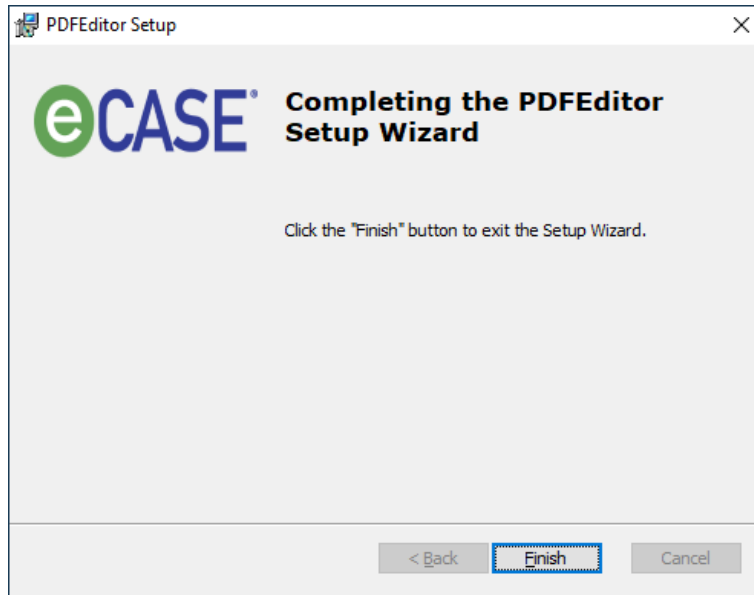 PDFEditor Setup
eCASE®
Completing the PDFEditor
Setup Wizard
Click the "Finish" button to exit the Setup Wizard.
< Back
Finish
Cancel